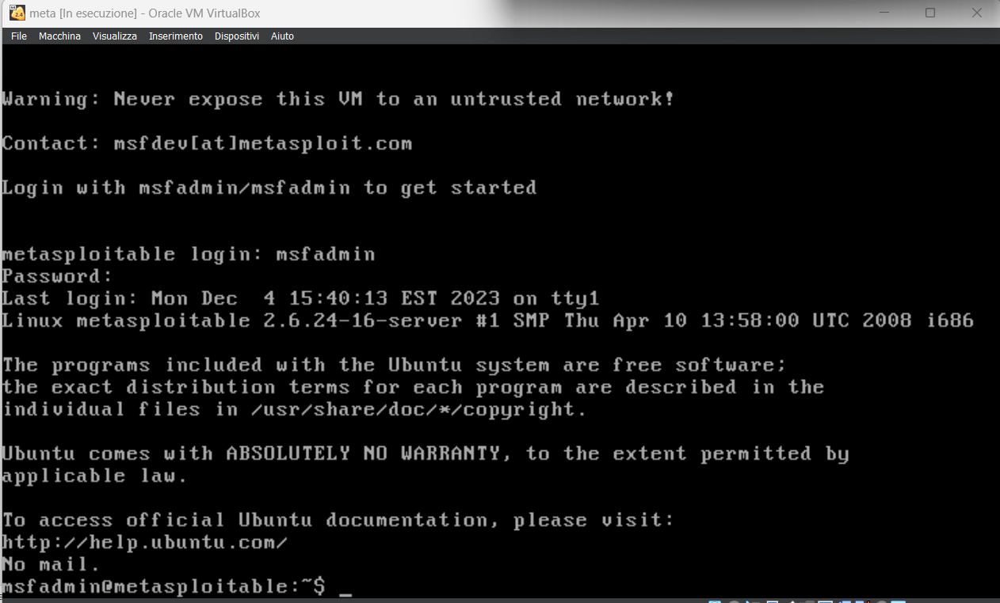 2.4
meta [In esecuzione] - Oracle VM VirtualBox
File Macchina Visualizza Inserimento Dispositivi Aiuto
Warning: Never expose this VM to an untrusted network!
Contact: msfdev[at]metasploit.com
Login with msfadmin/msfadmin to get started
metasploitable login: msfadmin
Password:
Last login: Mon Dec  4 15:40:13 EST 2023 on tty1
Linux metasploitable 2.6.24-16-server #1 SMP Thu Apr 10 13:58:00 UTC 2008 i686
The programs included with the Ubuntu system are free software;
the exact distribution terms for each program are described in the
individual files in /usr/share/doc/*/copyright.
Ubuntu comes with ABSOLUTELY NO WARRANTY, to the extent permitted by
applicable law.
To access official Ubuntu documentation, please visit:
http://help.ubuntu.com/
No mail.
msfadmin@metasploitable:~$ _